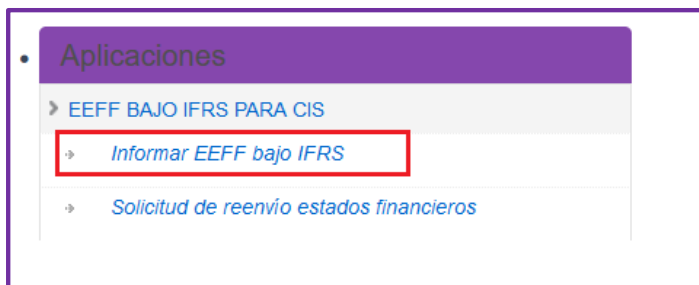 Aplicaciones
EEFF BAJO IFRS PARA CIS
Informar EEFF bajo IFRS
Solicitud de reenvío estados financieros